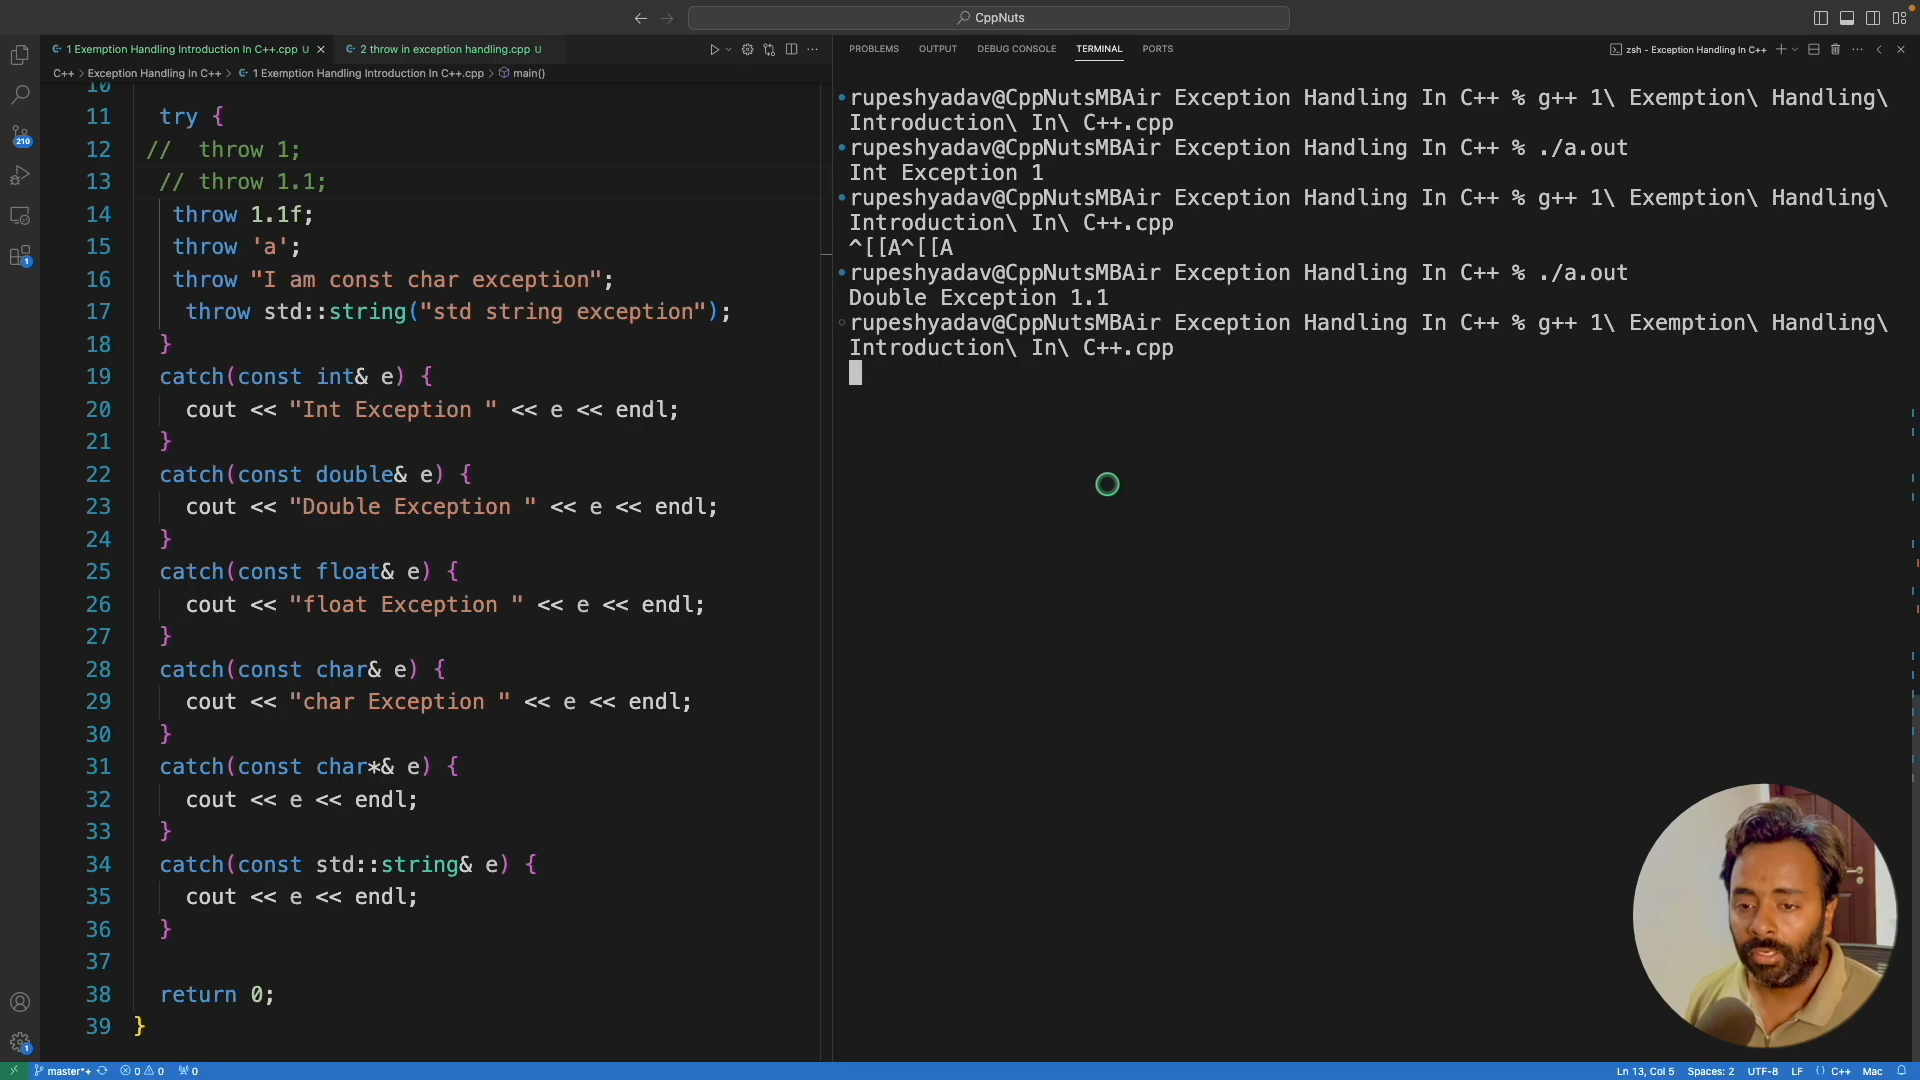 CppNuts
1 Exemption Handling Introduction In C++.cpp U
2 throw in exception handling.cpp U
C++ > Exception Handling In C++ > 1 Exemption Handling Introduction In C++.cpp > main()
10
11 try {
12 //  throw 1;
13 // throw 1.1;
14 throw 1.1f;
15 throw 'a';
16 throw "I am const char exception";
17 throw std::string("std string exception");
18 }
19 catch(const int& e) {
20 cout << "Int Exception " << e << endl;
21 }
22 catch(const double& e) {
23 cout << "Double Exception " << e << endl;
24 }
25 catch(const float& e) {
26 cout << "float Exception " << e << endl;
27 }
28 catch(const char& e) {
29 cout << "char Exception " << e << endl;
30 }
31 catch(const char*& e) {
32 cout << e << endl;
33 }
34 catch(const std::string& e) {
35 cout << e << endl;
36 }
37
38 return 0;
39 }
PROBLEMS OUTPUT DEBUG CONSOLE TERMINAL PORTS
zsh - Exception Handling In C++
rupeshyadav@CppNutsMBAir Exception Handling In C++ % g++ 1\ Exemption\ Handling\
Introduction\ In\ C++.cpp
rupeshyadav@CppNutsMBAir Exception Handling In C++ % ./a.out
Int Exception 1
rupeshyadav@CppNutsMBAir Exception Handling In C++ % g++ 1\ Exemption\ Handling\
Introduction\ In\ C++.cpp
^[[A^[[A
rupeshyadav@CppNutsMBAir Exception Handling In C++ % ./a.out
Double Exception 1.1
rupeshyadav@CppNutsMBAir Exception Handling In C++ % g++ 1\ Exemption\ Handling\
Introduction\ In\ C++.cpp
210
1
1
master*+ 0 0 0
Ln 13, Col 5 Spaces: 2 UTF-8 LF {} C++ Mac